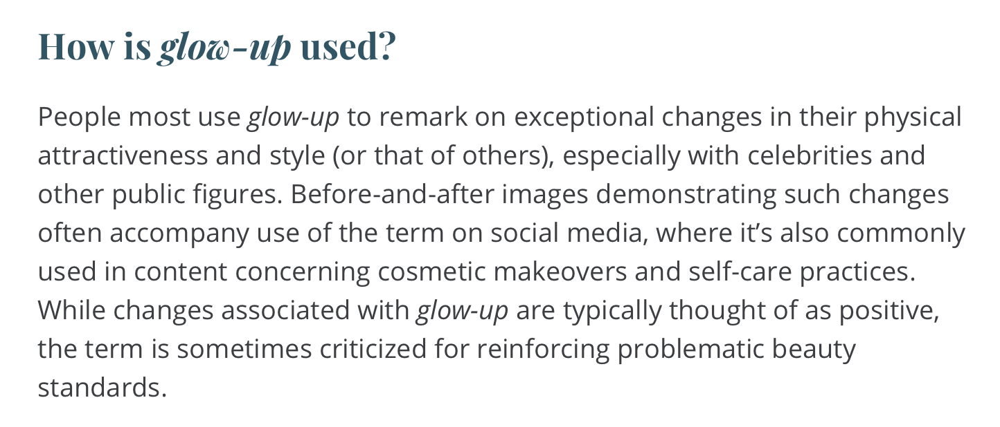 How is glow-up used?
People most use glow-up to remark on exceptional changes in their physical
attractiveness and style (or that of others), especially with celebrities and
other public figures. Before-and-after images demonstrating such changes
often accompany use of the term on social media, where it’s also commonly
used in content concerning cosmetic makeovers and self-care practices.
While changes associated with glow-up are typically thought of as positive,
the term is sometimes criticized for reinforcing problematic beauty
standards.